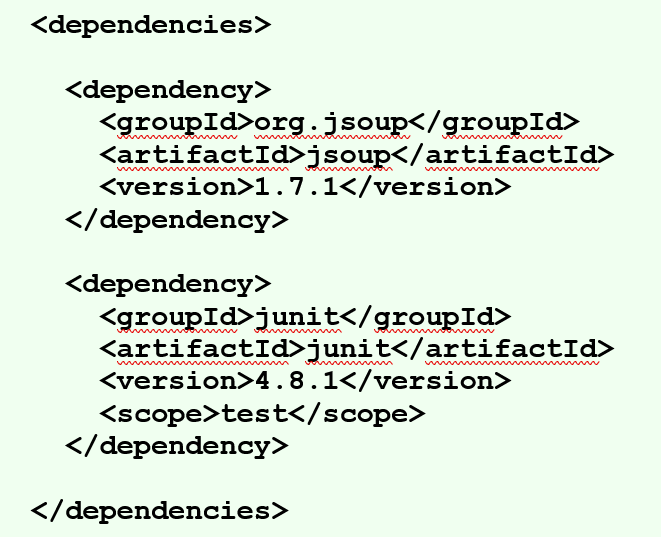 <dependencies>
<dependency>
<groupId>org.jsoup</groupId>
<artifactId>jsoup</artifactId>
<version>1.7.1</version>
</dependency>
<dependency>
<groupId>junit</groupId>
<artifactId>junit</artifactId>
<version>4.8.1</version>
<scope>test</scope>
</dependency>
</dependencies>